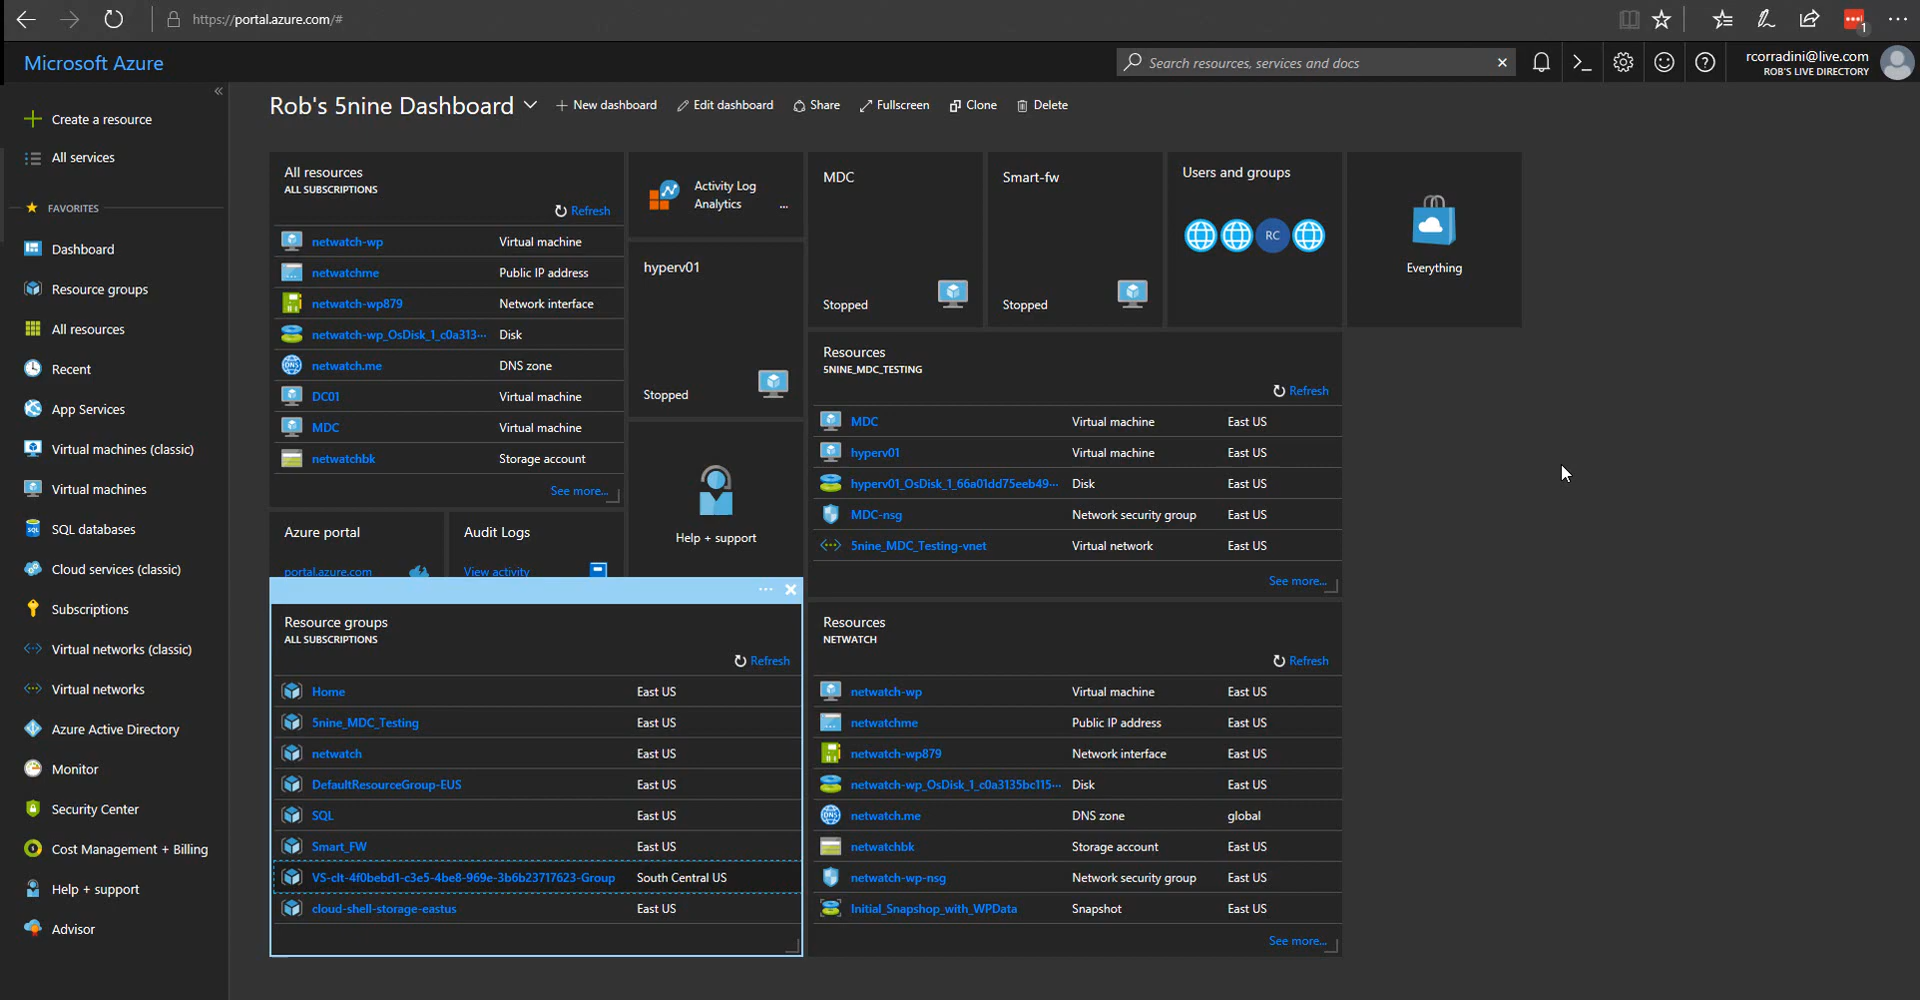 https://portal.azure.com/#
1
Microsoft Azure
Search resources, services and docs
rcorradini@live.com
ROB'S LIVE DIRECTORY
Create a resource
All services
FAVORITES
Dashboard
Resource groups
All resources
Recent
App Services
Virtual machines (classic)
Virtual machines
SQL databases
Cloud services (classic)
Subscriptions
Virtual networks (classic)
Virtual networks
Azure Active Directory
Monitor
Security Center
Cost Management + Billing
Help + support
Advisor
Rob's 5nine Dashboard
New dashboard
Edit dashboard
Share
Fullscreen
Clone
Delete
All resources
ALL SUBSCRIPTIONS
Refresh
netwatch-wp Virtual machine
netwatchme Public IP address
netwatch-wp879 Network interface
netwatch-wp_OsDisk_1_c0a313··· Disk
netwatch.me DNS zone
DC01 Virtual machine
MDC Virtual machine
netwatchbk Storage account
See more...
Activity Log
Analytics
...
hyperv01
Stopped
Help + support
MDC
Stopped
Smart-fw
Stopped
Users and groups
RC
Everything
Azure portal
portal.azure.com
Audit Logs
View activity
Resources
5NINE_MDC_TESTING
Refresh
MDC Virtual machine East US
hyperv01 Virtual machine East US
hyperv01_OsDisk_1_66a01dd75eeb49··· Disk East US
MDC-nsg Network security group East US
5nine_MDC_Testing-vnet Virtual network East US
See more...
Resource groups
ALL SUBSCRIPTIONS
Refresh
Home East US
5nine_MDC_Testing East US
netwatch East US
DefaultResourceGroup-EUS East US
SQL East US
Smart_FW East US
VS-clt-4f0bebd1-c3e5-4be8-969e-3b6b23717623-Group South Central US
cloud-shell-storage-eastus East US
Resources
NETWATCH
Refresh
netwatch-wp Virtual machine East US
netwatchme Public IP address East US
netwatch-wp879 Network interface East US
netwatch-wp_OsDisk_1_c0a3135bc115··· Disk East US
netwatch.me DNS zone global
netwatchbk Storage account East US
netwatch-wp-nsg Network security group East US
Initial_Snapshop_with_WPData Snapshot East US
See more...